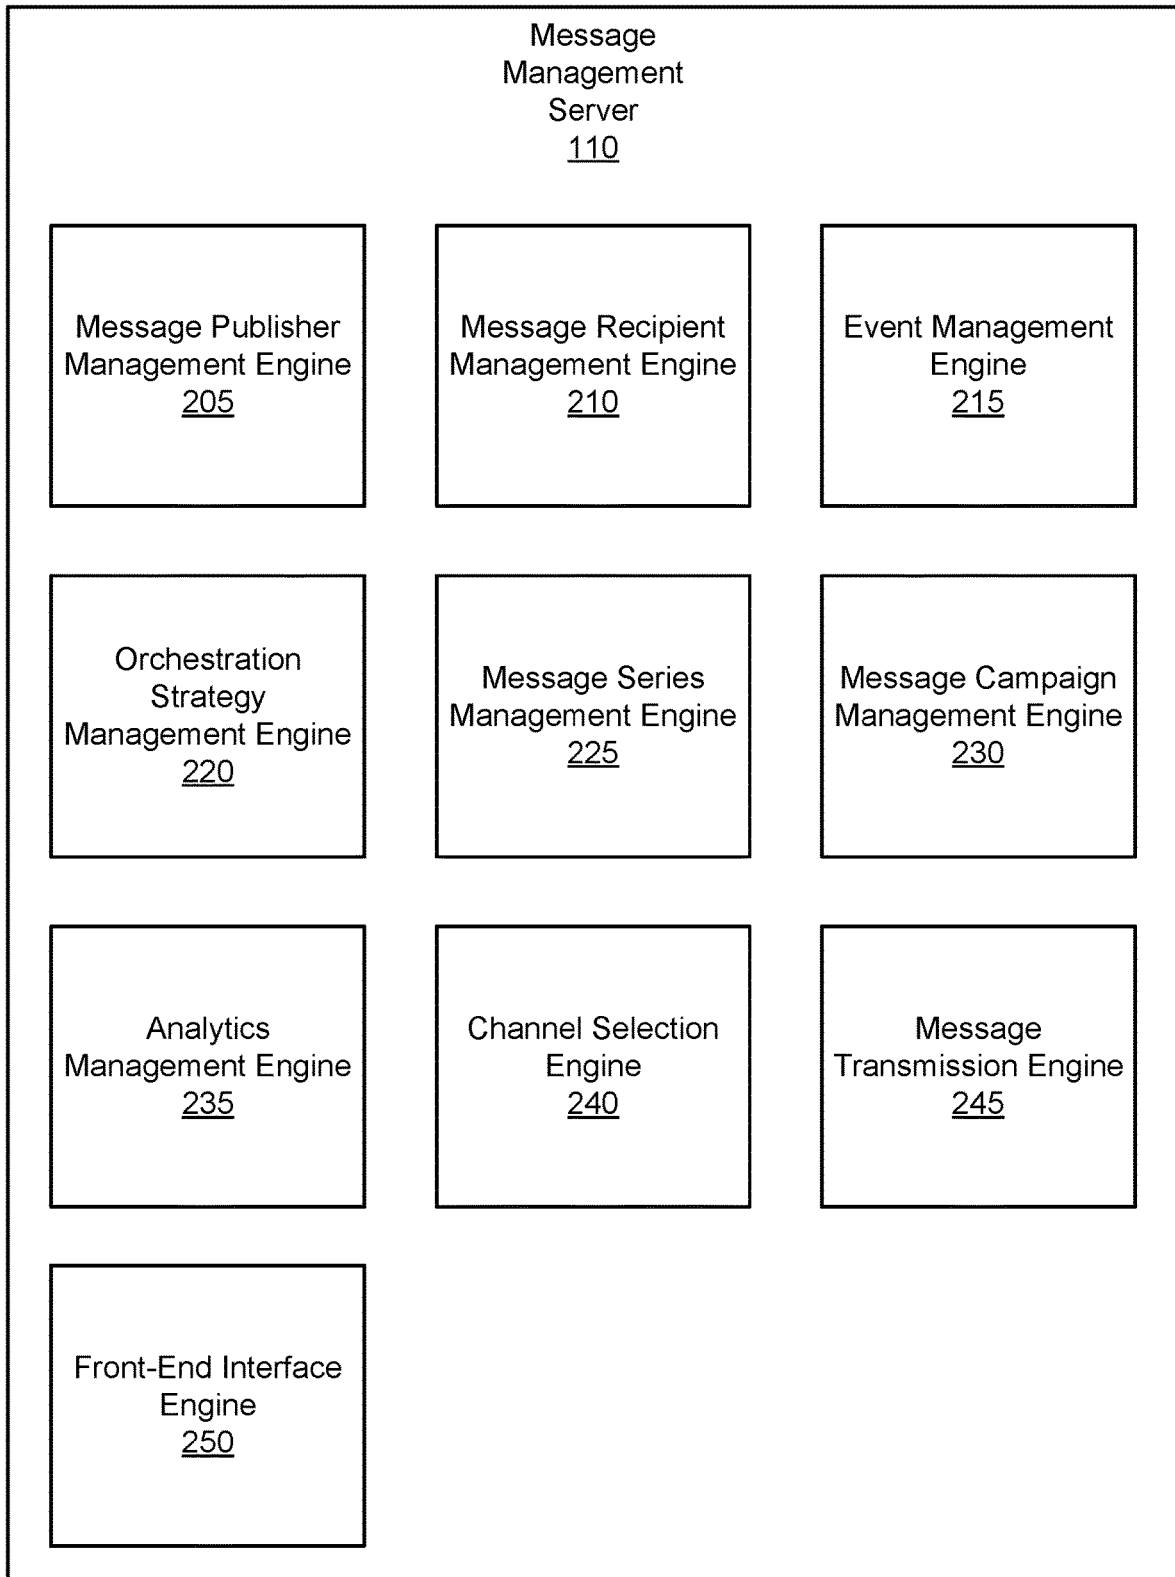 Message
Management
Server
110
Message Publisher
Management Engine
205
Message Recipient
Management Engine
210
Event Management
Engine
215
Orchestration
Strategy
Management Engine
220
Message Series
Management Engine
225
Message Campaign
Management Engine
230
Analytics
Management Engine
235
Channel Selection
Engine
240
Message
Transmission Engine
245
Front-End Interface
Engine
250